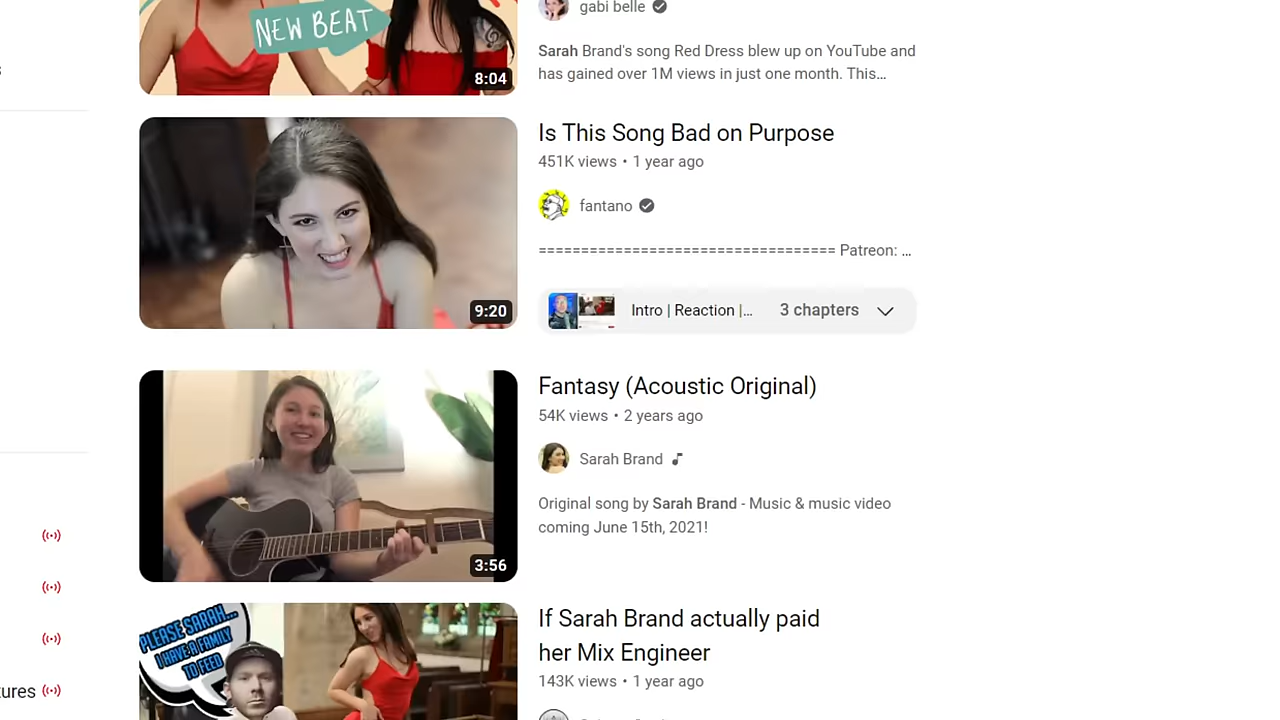 NEW BEAT
8:04
gabi belle
Sarah Brand's song Red Dress blew up on YouTube and
has gained over 1M views in just one month. This...
9:20
Is This Song Bad on Purpose
451K views • 1 year ago
fantano
=================================== Patreon: ...
Intro | Reaction |... 3 chapters
3:56
Fantasy (Acoustic Original)
54K views • 2 years ago
Sarah Brand
Original song by Sarah Brand - Music & music video
coming June 15th, 2021!
PLEASE SARAH...
I HAVE A FAMILY
TO FEED
If Sarah Brand actually paid
her Mix Engineer
143K views • 1 year ago
tures